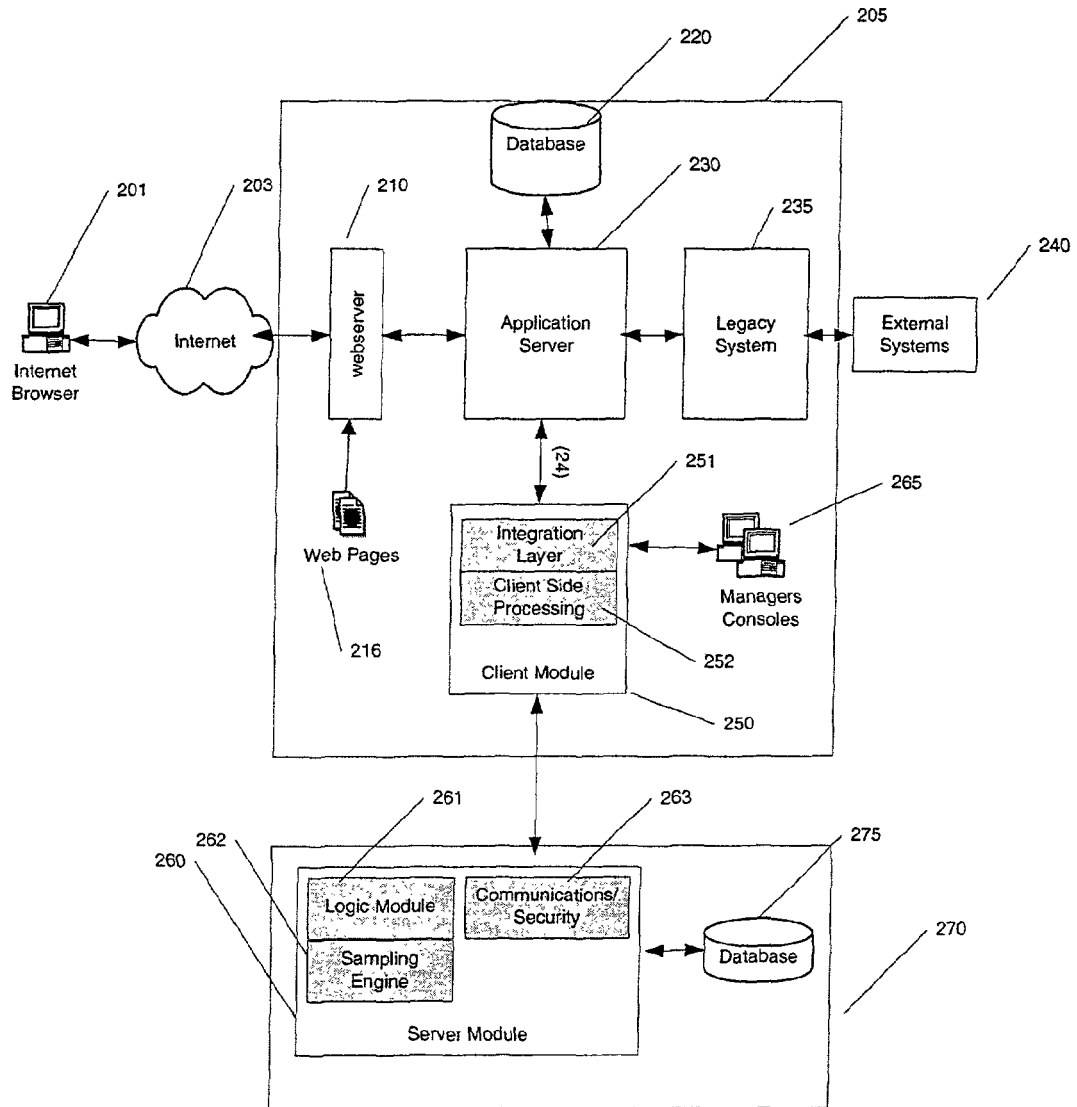 205
220
Database
230
210
203
201
235
240
webserver
Internet
Application
Server
Legacy
System
External
Systems
Internet
Browser
(24)
251
265
Integration
Layer
Web Pages
Client Side
Processing
Managers
Consoles
216
252
Client Module
250
261
263
262
275
260
Logic Module
Communications/
Security
270
Database
Sampling
Engine
Server Module